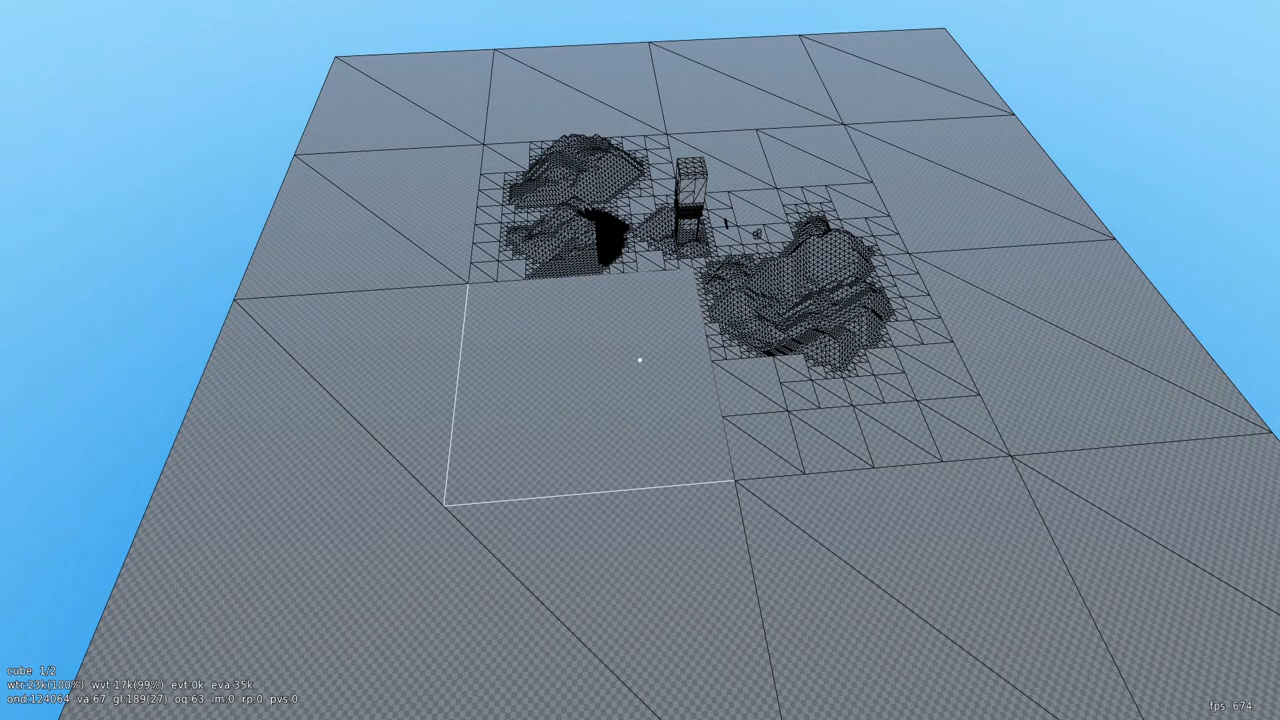 cube 1/2
wtr:23k(100%) wvt:17k(99%) evt:0k eva:35k
ond:124064 va:67 gl:189(27) oq:63 lm:0 rp:0 pvs:0
fps 674